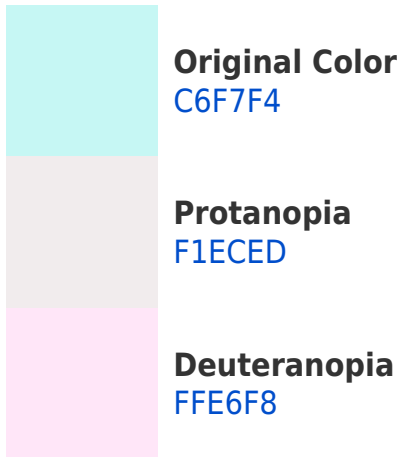 Original Color
C6F7F4
Protanopia
F1ECED
Deuteranopia
FFE6F8